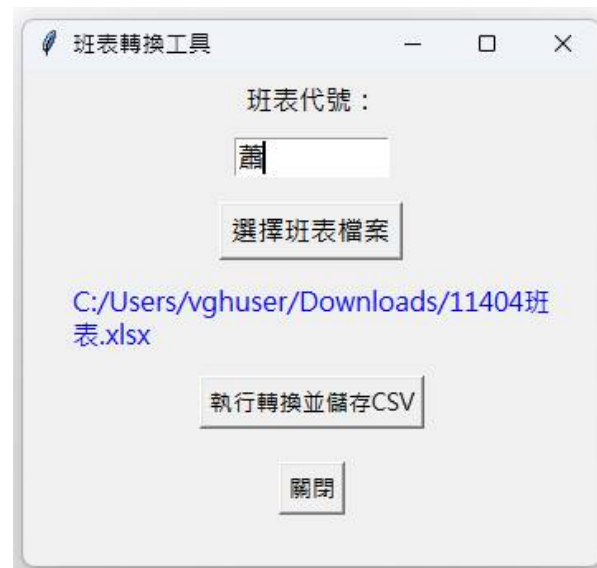 班表轉換工具
班表代號：
蕭
選擇班表檔案
C:/Users/vghuser/Downloads/11404班
表.xlsx
執行轉換並儲存CSV
關閉